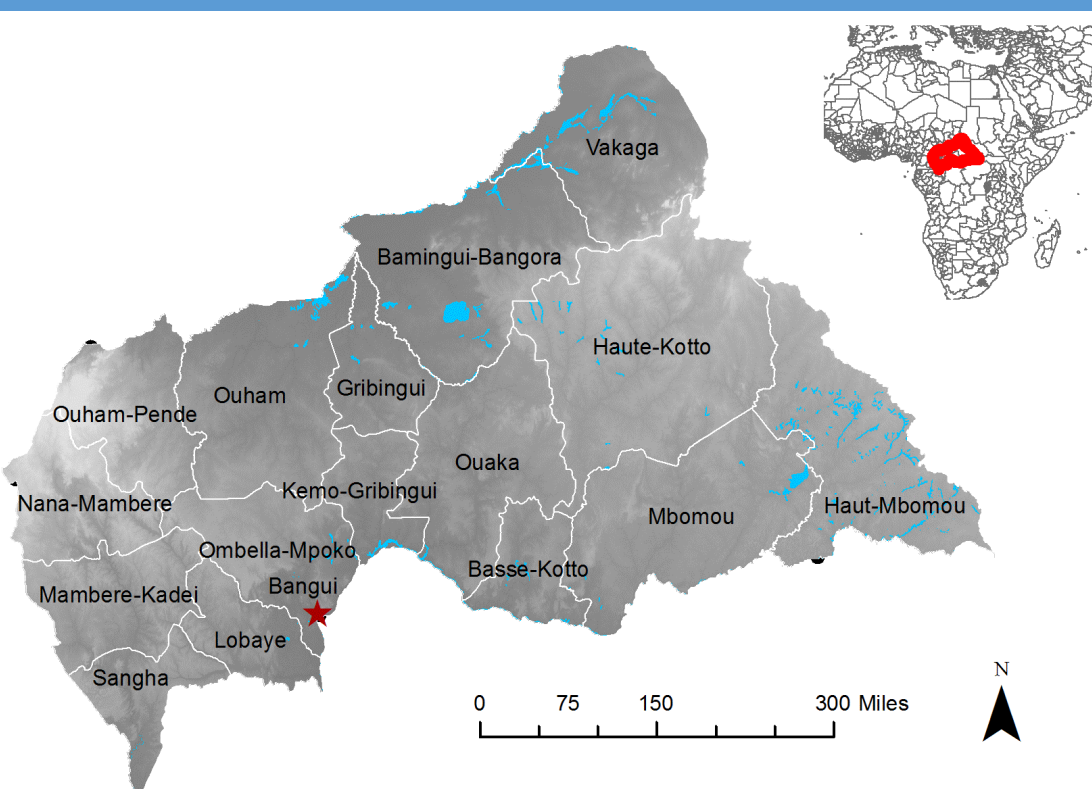 Vakaga
Bamingui-Bangora
Haute-Kotto
Gribingui
Ouham
Ouham-Pende
Ouaka
Kemo-Gribingui
Nana-Mambere
Haut-Mbomou
Mbomou
Ombella-Mpoko
Basse-Kotto
Bangui
Mambere-Kadei
Lobaye
Sangha
N
0 75 150 300 Miles